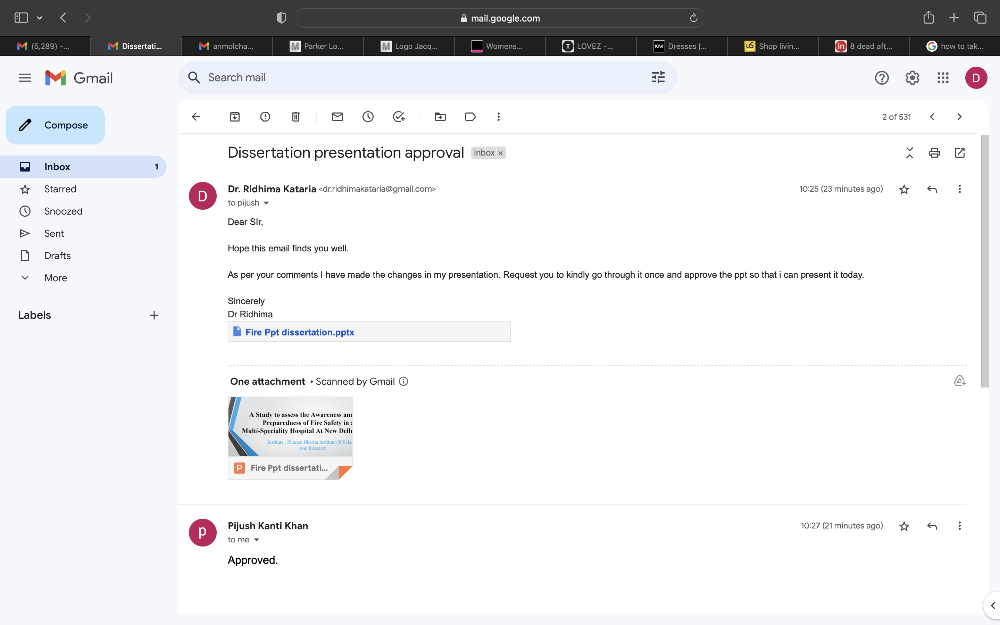 mail.google.com
(5,289) -...
Dissertati...
anmolcha...
M Parker Lo...
M Logo Jacq...
Womens...
T LOVEZ -...
KM Dresses |...
uS Shop livin...
in 8 dead aft...
G how to tak...
Gmail
Search mail
D
Compose
2 of 531
Dissertation presentation approval Inbox x
Inbox 1
Starred
Snoozed
Sent
Drafts
More
Labels
D
Dr. Ridhima Kataria <dr.ridhimakataria@gmail.com>
10:25 (23 minutes ago)
to pijush
Dear SIr,
Hope this email finds you well.
As per your comments I have made the changes in my presentation. Request you to kindly go through it once and approve the ppt so that i can present it today.
Sincerely
Dr Ridhima
Fire Ppt dissertation.pptx
One attachment • Scanned by Gmail
A Study to assess the Awareness and
Preparedness of Fire Safety in a
Multi-Speciality Hospital At New Delh
Institute : Sitaram Bhartia Institute Of Scien
And Research
P Fire Ppt dissertati...
p
Pijush Kanti Khan
10:27 (21 minutes ago)
to me
Approved.